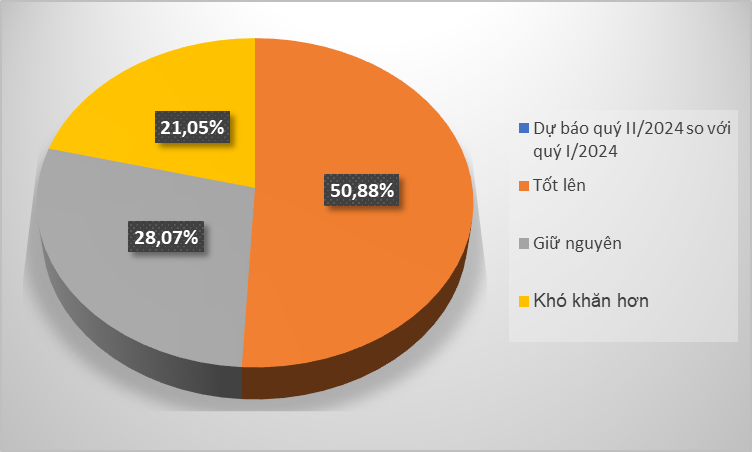 21,05%
50,88%
28,07%
Dự báo quý II/2024 so với
quý I/2024
Tốt lên
Giữ nguyên
Khó khăn hơn